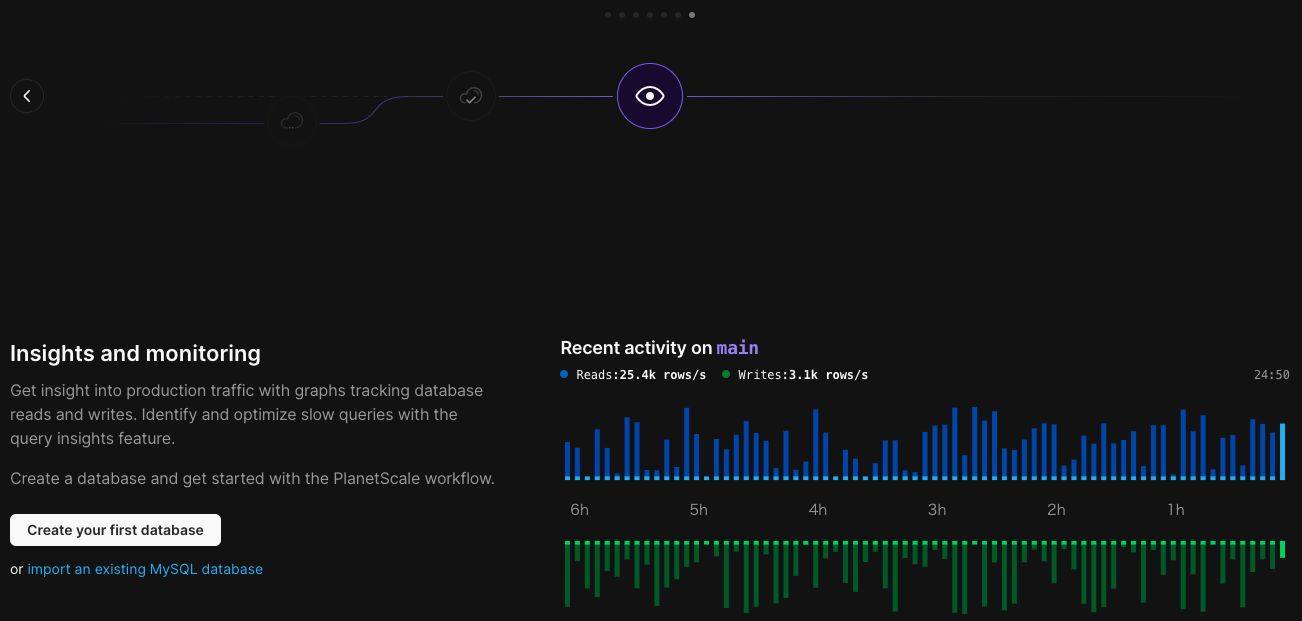 Insights and monitoring
Get insight into production traffic with graphs tracking database
reads and writes. Identify and optimize slow queries with the
query insights feature.
Create a database and get started with the PlanetScale workflow.
Create your first database
or import an existing MySQL database
Recent activity on main
Reads:25.4k rows/s Writes:3.1k rows/s 24:50
6h 5h 4h 3h 2h 1h